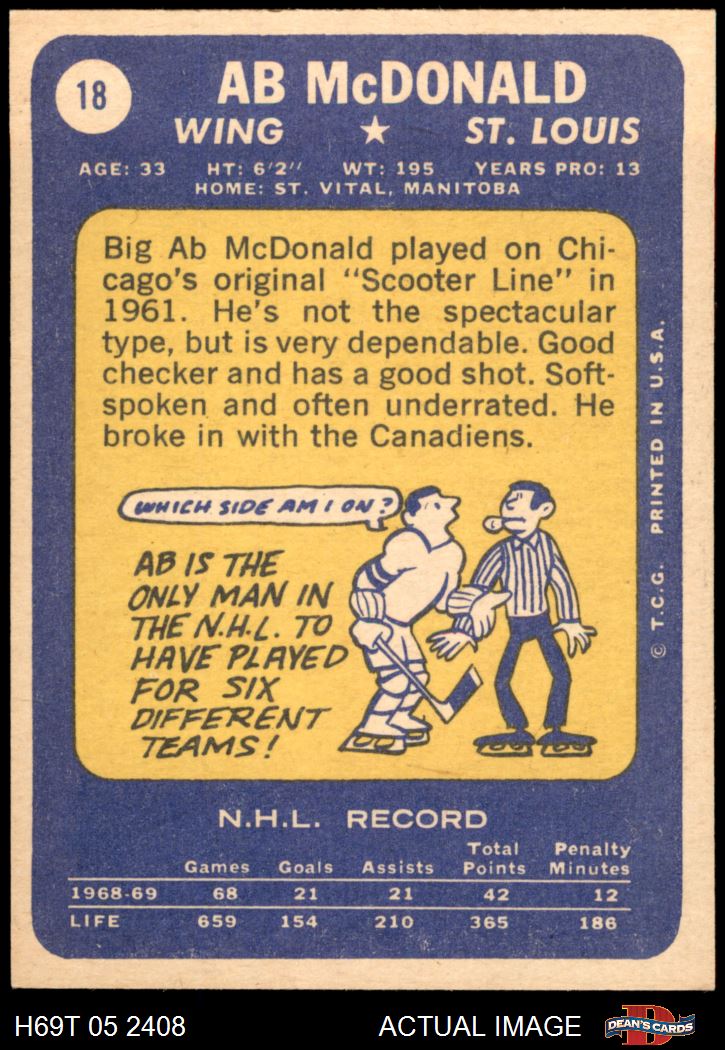 18
AB McDONALD
WING ★ ST. LOUIS
AGE: 33 HT: 6'2'' WT: 195 YEARS PRO: 13
HOME: ST. VITAL, MANITOBA
Big Ab McDonald played on Chi-
cago's original "Scooter Line" in
1961. He's not the spectacular
type, but is very dependable. Good
checker and has a good shot. Soft-
spoken and often underrated. He
broke in with the Canadiens.
WHICH SIDE AM I ON?
AB IS THE
ONLY MAN IN
THE N.H.L. TO
HAVE PLAYED
FOR SIX
DIFFERENT
TEAMS!
© T.C.G. PRINTED IN U.S.A.
N.H.L. RECORD
Games Goals Assists Total Points Penalty Minutes
1968-69 68 21 21 42 12
LIFE 659 154 210 365 186
H69T 05 2408 ACTUAL IMAGE
D
DEAN'S CARDS